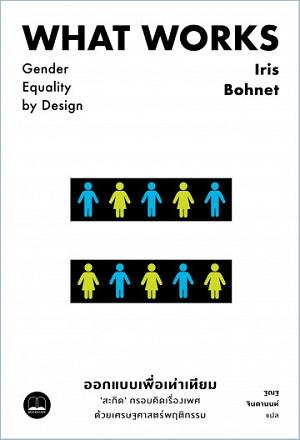 WHAT WORKS
Gender
Equality
by Design
Iris
Bohnet
ออกแบบเพื่อเท่าเทียม
'สะกิด' กรอบคิดเรื่องเพศ
ด้วยเศรษฐศาสตร์พฤติกรรม
ฐณฐ
จินดานนท์
แปล